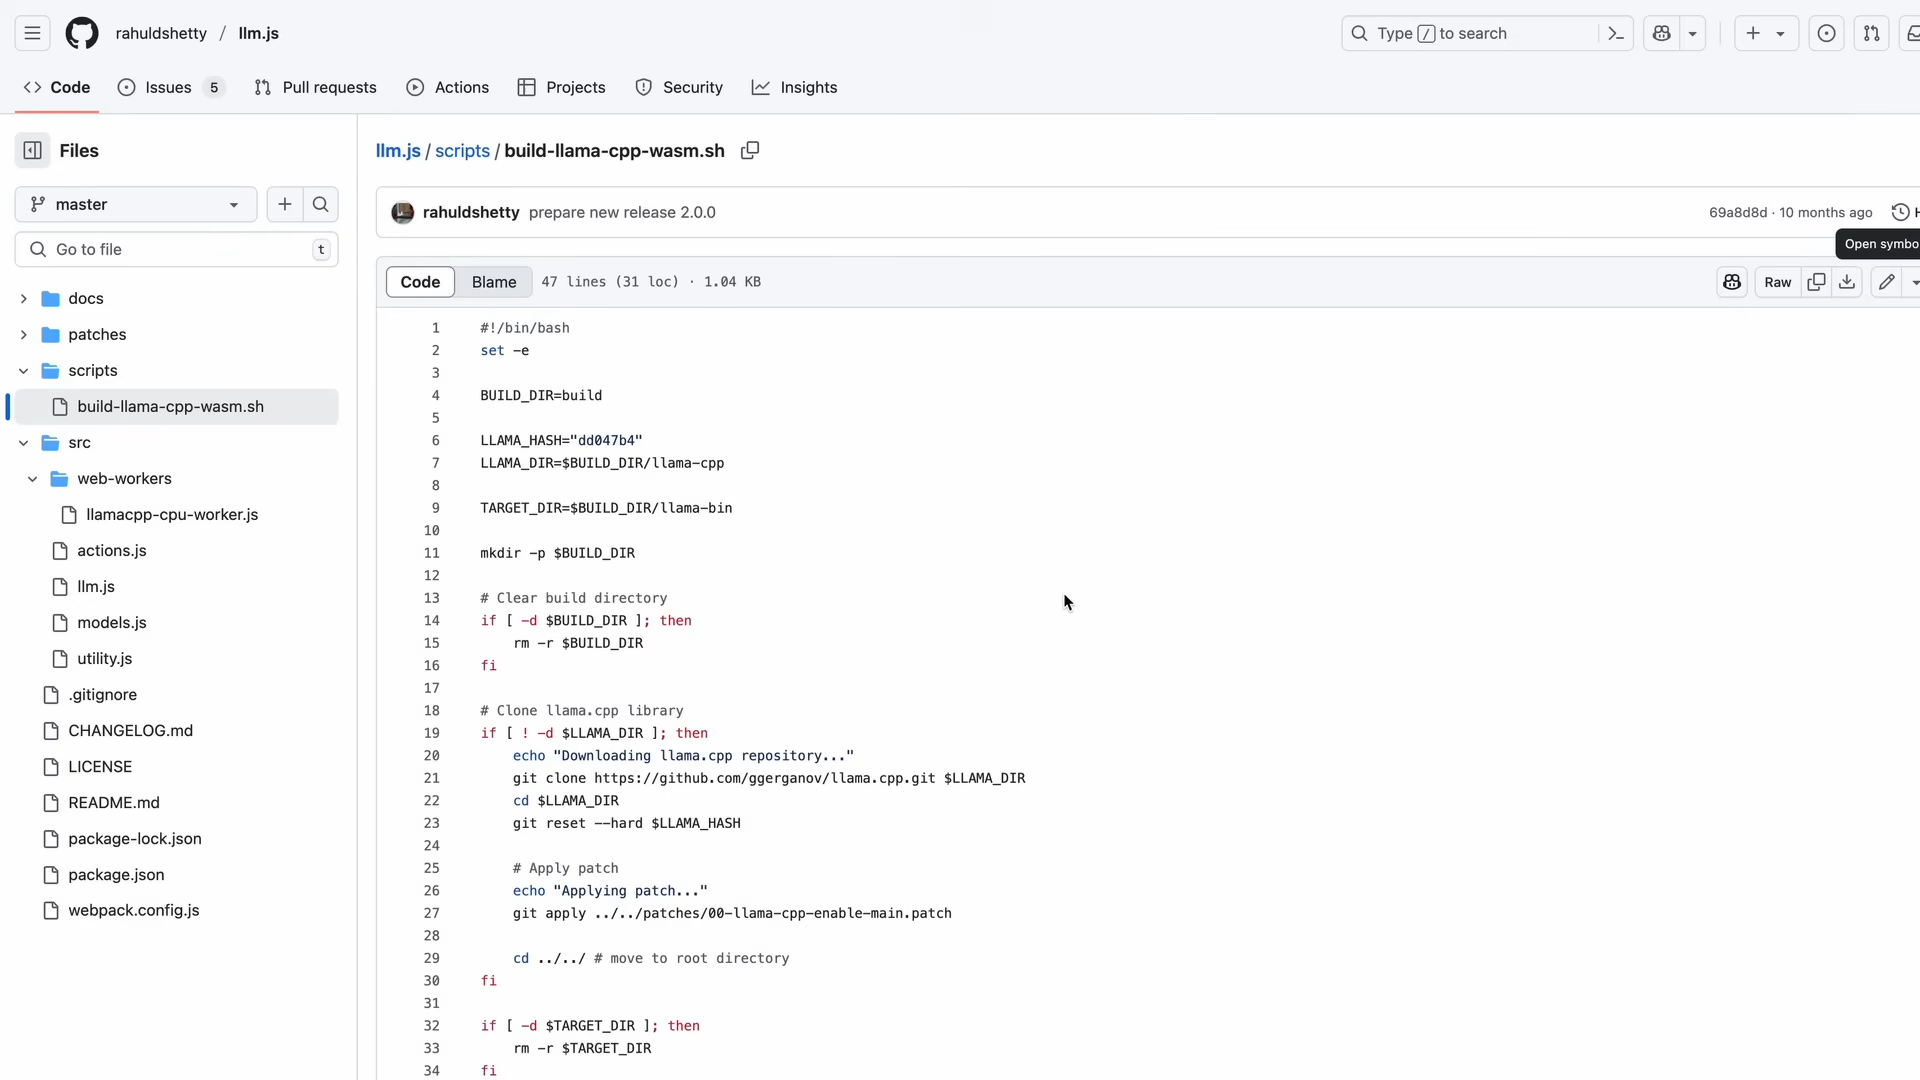 rahuldshetty / llm.js
Type / to search
Code
Issues 5
Pull requests
Actions
Projects
Security
Insights
Files
master
Go to file
t
docs
patches
scripts
build-llama-cpp-wasm.sh
src
web-workers
llamacpp-cpu-worker.js
actions.js
llm.js
models.js
utility.js
.gitignore
CHANGELOG.md
LICENSE
README.md
package-lock.json
package.json
webpack.config.js
llm.js / scripts / build-llama-cpp-wasm.sh
rahuldshetty prepare new release 2.0.0
69a8d8d · 10 months ago
H
Open symbo
Code
Blame
47 lines (31 loc) · 1.04 KB
Raw
1 #!/bin/bash
2 set -e
3
4 BUILD_DIR=build
5
6 LLAMA_HASH="dd047b4"
7 LLAMA_DIR=$BUILD_DIR/llama-cpp
8
9 TARGET_DIR=$BUILD_DIR/llama-bin
10
11 mkdir -p $BUILD_DIR
12
13 # Clear build directory
14 if [ -d $BUILD_DIR ]; then
15 rm -r $BUILD_DIR
16 fi
17
18 # Clone llama.cpp library
19 if [ ! -d $LLAMA_DIR ]; then
20 echo "Downloading llama.cpp repository..."
21 git clone https://github.com/ggerganov/llama.cpp.git $LLAMA_DIR
22 cd $LLAMA_DIR
23 git reset --hard $LLAMA_HASH
24
25 # Apply patch
26 echo "Applying patch..."
27 git apply ../../patches/00-llama-cpp-enable-main.patch
28
29 cd ../../ # move to root directory
30 fi
31
32 if [ -d $TARGET_DIR ]; then
33 rm -r $TARGET_DIR
34 fi